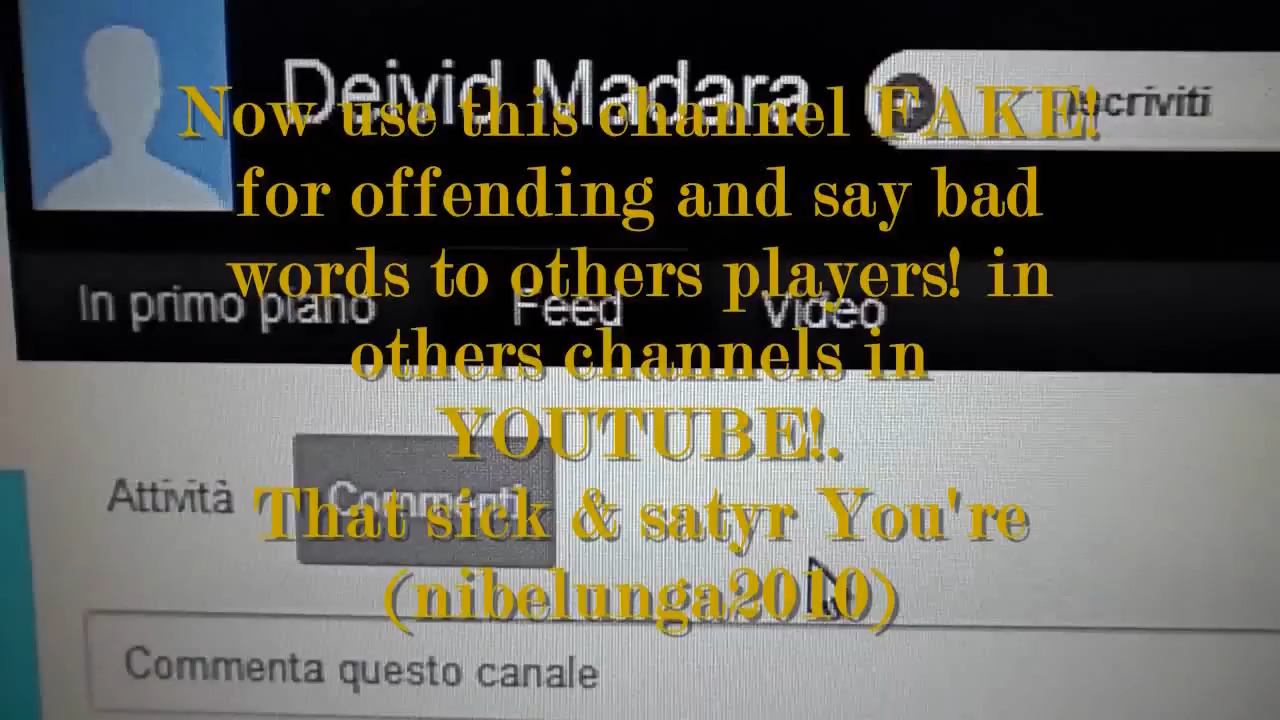 Deivid Madara
Iscriviti
Now use this channel FAKE!
for offending and say bad
words to others players! in
others channels in
YOUTUBE!.
That sick & satyr You're
(nibelunga2010)
In primo piano Feed Video
Attività Commenti
Commenta questo canale